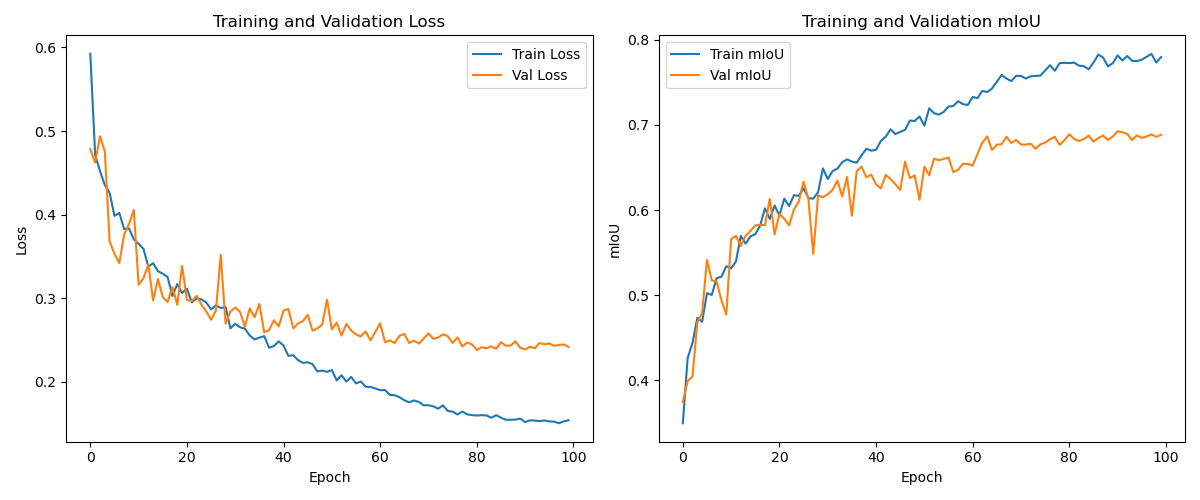 Training and Validation Loss
0.6
0.5
0.4
0.3
0.2
Loss
0
20
40
60
80
100
Epoch
Train Loss
Val Loss
Training and Validation mIoU
0.8
0.7
0.6
0.5
0.4
mIoU
0
20
40
60
80
100
Epoch
Train mIoU
Val mIoU